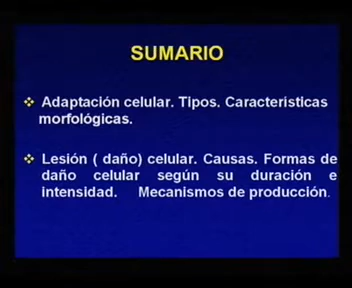 SUMARIO
Adaptación celular. Tipos. Características
morfológicas.
Lesión ( daño) celular. Causas. Formas de
daño celular según su duración e
intensidad. Mecanismos de producción.